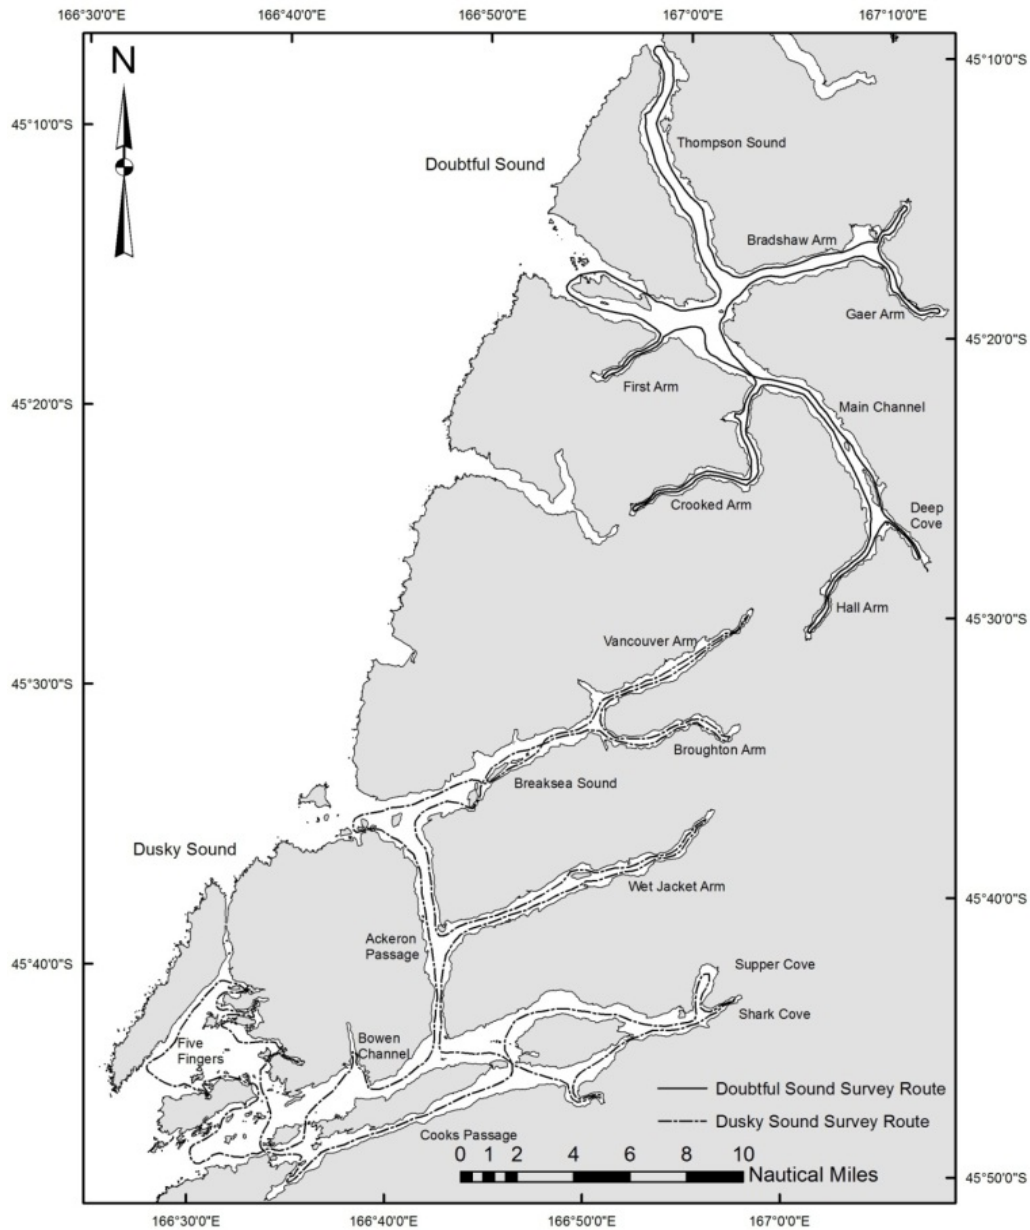 166°30'0"E 166°40'0"E 166°50'0"E 167°0'0"E 167°10'0"E
N
45°10'0"S
45°10'0"S
Thompson Sound
Doubtful Sound
Bradshaw Arm
Gaer Arm
45°20'0"S
First Arm
45°20'0"S
Main Channel
Crooked Arm
Deep
Cove
Hall Arm
45°30'0"S
Vancouver Arm
45°30'0"S
Broughton Arm
Breaksea Sound
Dusky Sound
Wet Jacket Arm
45°40'0"S
Ackeron
Passage
45°40'0"S
Supper Cove
Shark Cove
Five
Fingers
Bowen
Channel
Doubtful Sound Survey Route
Dusky Sound Survey Route
Cooks Passage
0 1 2 4 6 8 10
Nautical Miles
45°50'0"S
166°30'0"E 166°40'0"E 166°50'0"E 167°0'0"E